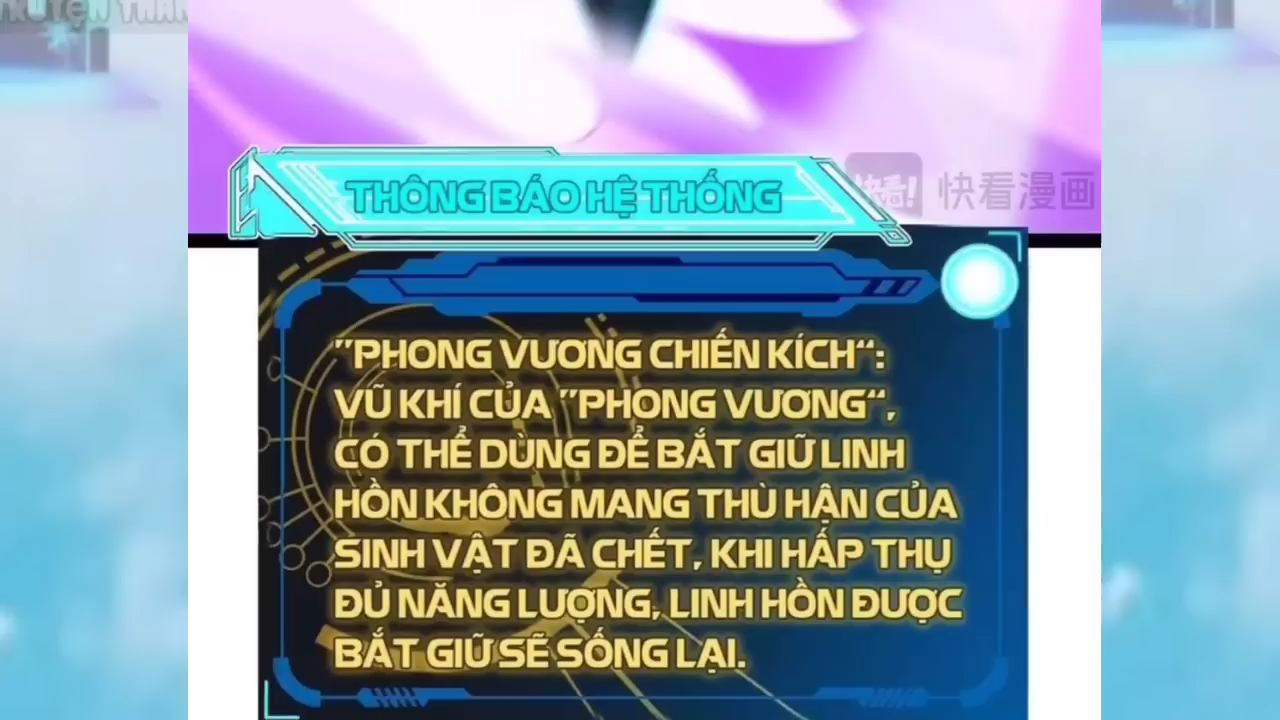 THÔNG BÁO HỆ THỐNG
快看漫画
"PHONG VƯƠNG CHIẾN KÍCH“:
VŨ KHÍ CỦA "PHONG VƯƠNG“,
CÓ THỂ DÙNG ĐỂ BẮT GIỮ LINH
HỒN KHÔNG MANG THÙ HẬN CỦA
SINH VẬT ĐÃ CHẾT, KHI HẤP THỤ
ĐỦ NĂNG LƯỢNG, LINH HỒN ĐƯỢC
BẮT GIỮ SẼ SỐNG LẠI.